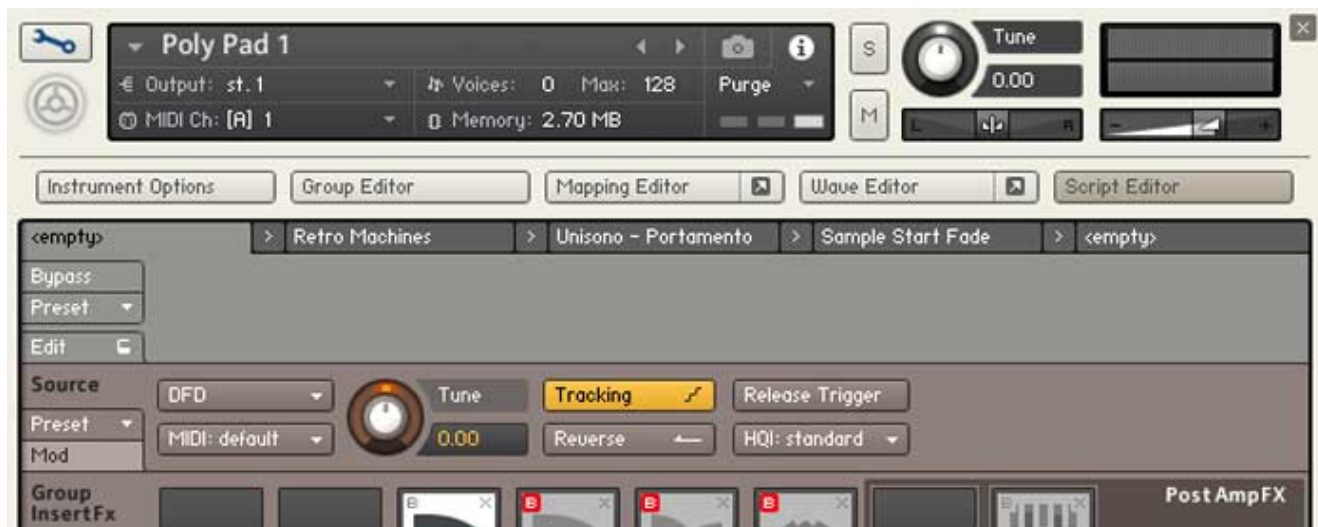 Poly Pad 1
S
Tune
Output: st. 1
Voices: 0 Max: 128
Purge
0.00
MIDI Ch: [A] 1
Memory: 2.70 MB
M
L
R
Instrument Options
Group Editor
Mapping Editor
Wave Editor
Script Editor
<empty>
Retro Machines
Unisono - Portamento
Sample Start Fade
<empty>
Bypass
Preset
Edit
Source
DFD
Tune
Tracking
Release Trigger
Preset
MIDI: default
0.00
Reverse
HQI: standard
Mod
Group
InsertFx
B
B
B
B
B
Post AmpFX